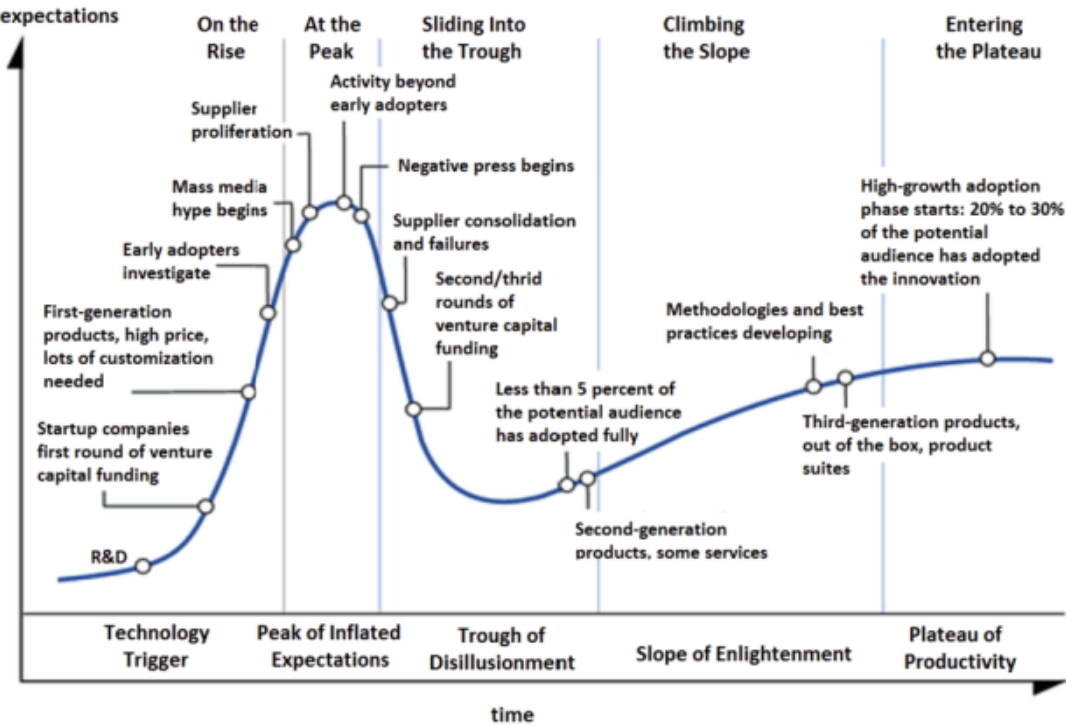 expectations
On the
Rise
At the
Peak
Sliding Into
the Trough
Climbing
the Slope
Entering
the Plateau
Activity beyond
early adopters
Supplier
proliferation
Negative press begins
Mass media
hype begins
High-growth adoption
phase starts: 20% to 30%
of the potential
audience has adopted
the innovation
Supplier consolidation
and failures
Early adopters
investigate
Second/thrid
rounds of
venture capital
funding
First-generation
products, high price,
lots of customization
needed
Methodologies and best
practices developing
Less than 5 percent of
the potential audience
has adopted fully
Startup companies
first round of venture
capital funding
Third-generation products,
out of the box, product
suites
Second-generation
products, some services
R&D
Technology
Trigger
Peak of Inflated
Expectations
Trough of
Disillusionment
Slope of Enlightenment
Plateau of
Productivity
time